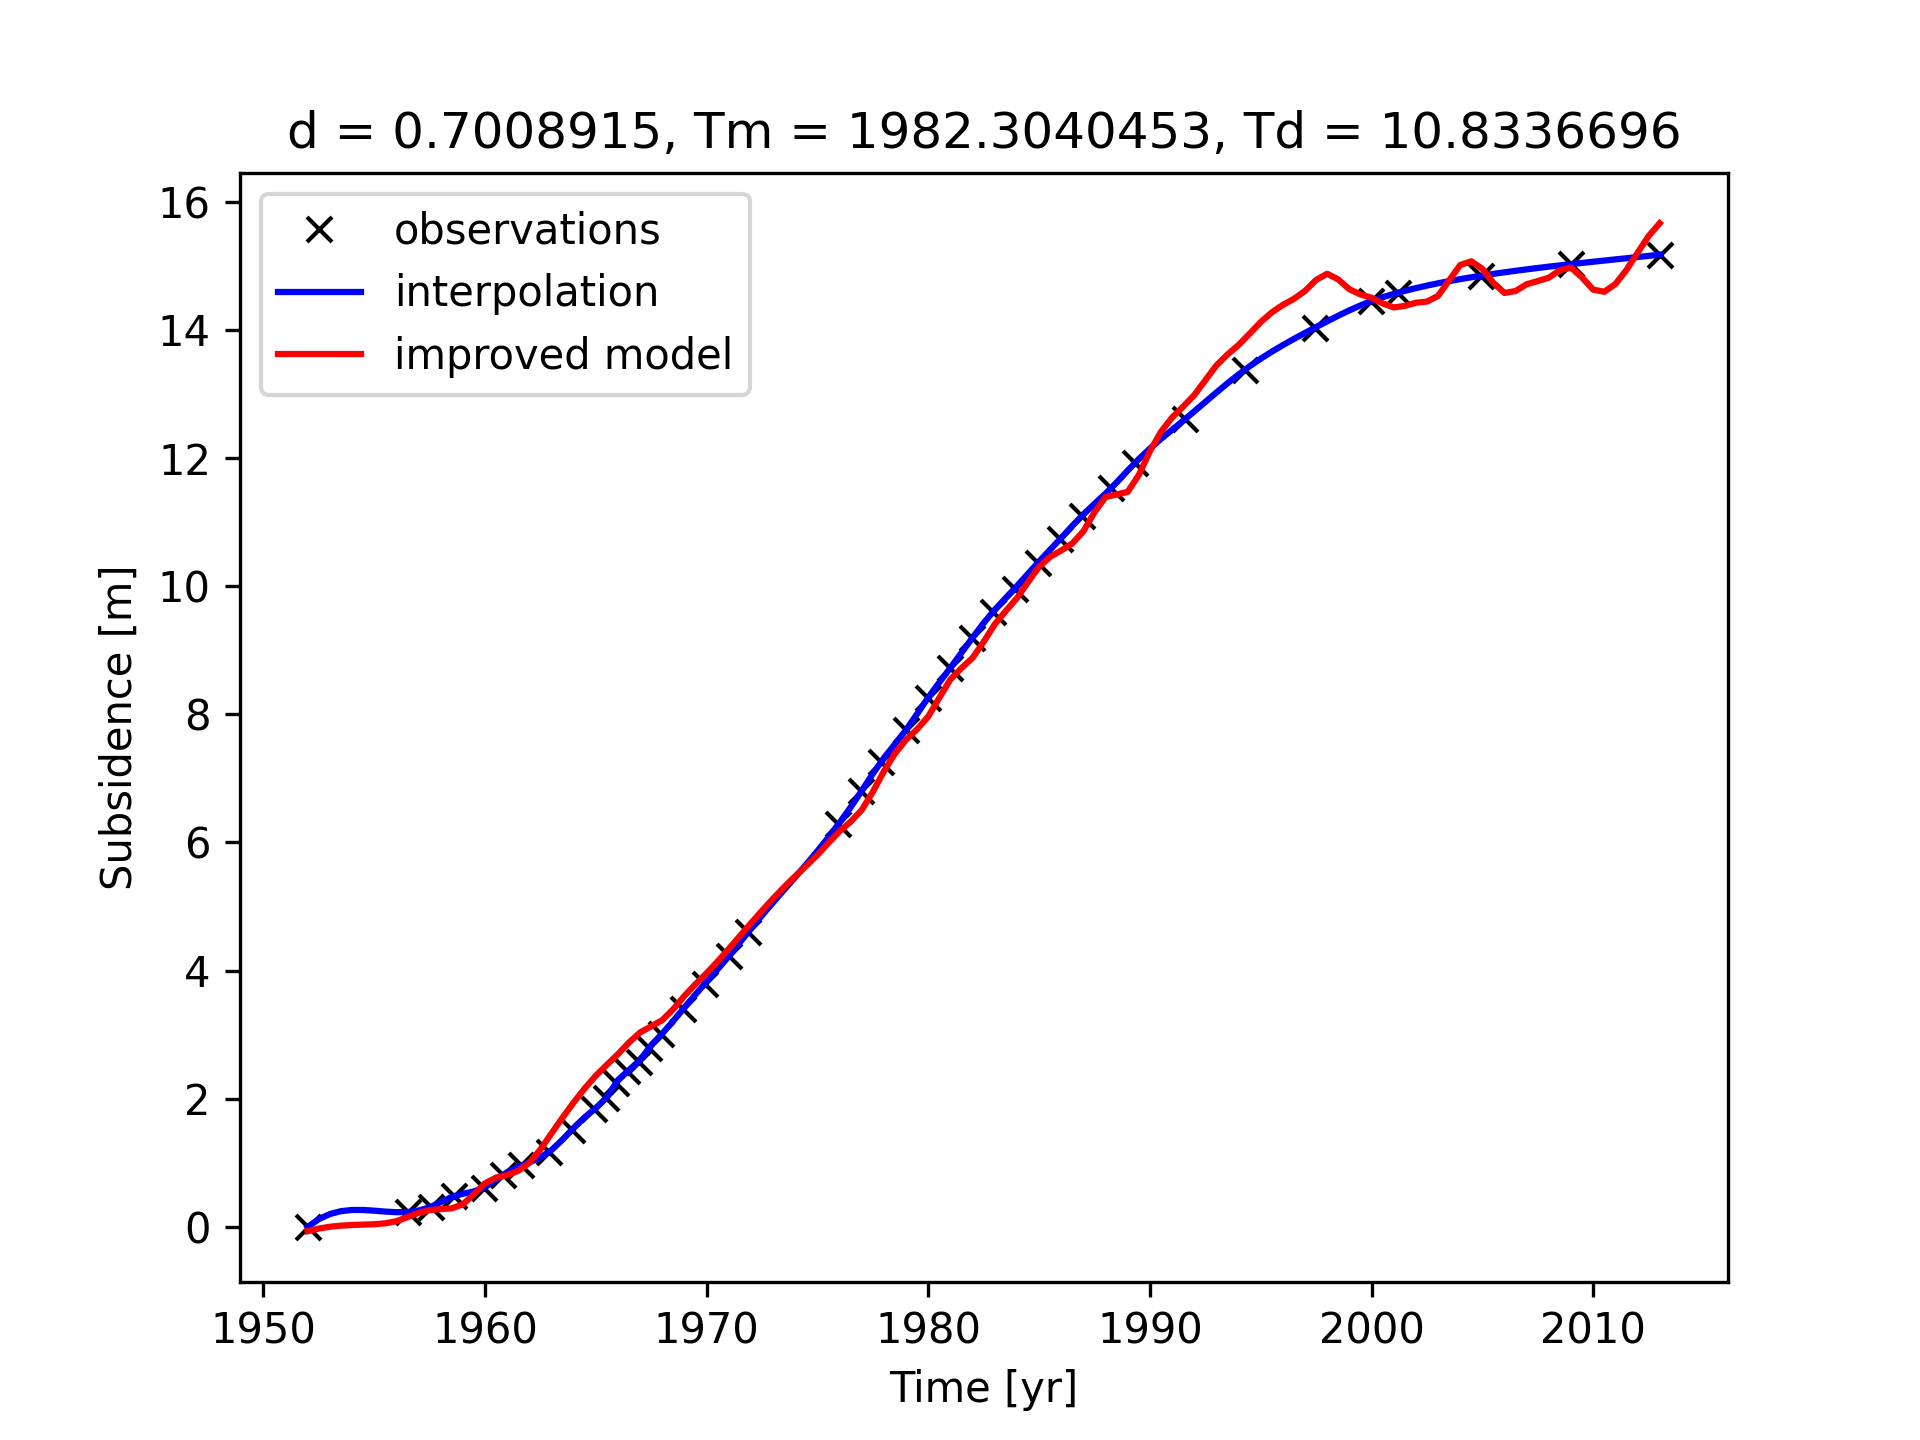 d = 0.7008915, Tm = 1982.3040453, Td = 10.8336696
observations
interpolation
improved model
16
14
12
10
8
6
4
2
0
Subsidence [m]
1950 1960 1970 1980 1990 2000 2010
Time [yr]